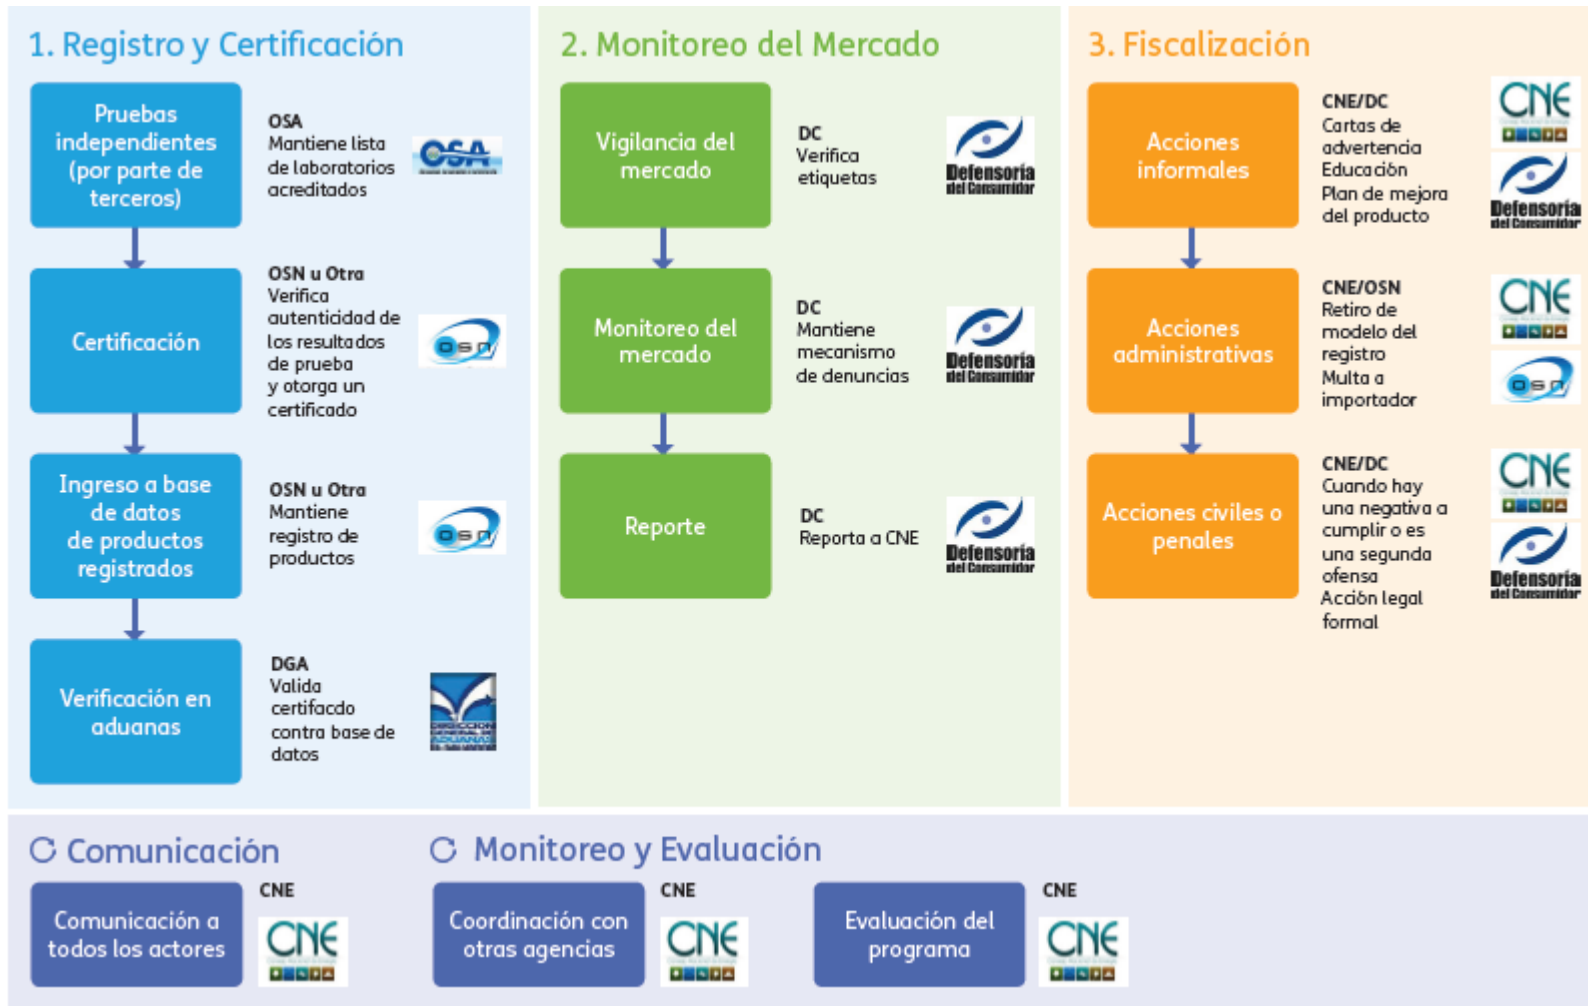 1. Registro y Certificación
Pruebas
independientes
(por parte de
terceros)
OSA
Mantiene lista
de laboratorios
acreditados
OSA
Certificación
OSN u Otra
Verifica
autenticidad de
los resultados
de prueba
y otorga un
certificado
osn
Ingreso a base
de datos
de productos
registrados
OSN u Otra
Mantiene
registro de
productos
osn
Verificación en
aduanas
DGA
Valida
certifacdo
contra base de
datos
DIRECCION
GENERAL DE
ADUANAS
EL SALVADOR
2. Monitoreo del Mercado
Vigilancia del
mercado
DC
Verifica
etiquetas
Defensoría
del Consumidor
Monitoreo del
mercado
DC
Mantiene
mecanismo
de denuncias
Defensoría
del Consumidor
Reporte
DC
Reporta a CNE
Defensoría
del Consumidor
3. Fiscalización
Acciones
informales
CNE/DC
Cartas de
advertencia
Educación
Plan de mejora
del producto
CNE
Defensoría
del Consumidor
Acciones
administrativas
CNE/OSN
Retiro de
modelo del
registro
Multa a
importador
CNE
osn
Acciones civiles o
penales
CNE/DC
Cuando hay
una negativa a
cumplir o es
una segunda
ofensa
Acción legal
formal
CNE
Defensoría
del Consumidor
Comunicación
Comunicación a
todos los actores
CNE
CNE
Monitoreo y Evaluación
Coordinación con
otras agencias
CNE
CNE
Evaluación del
programa
CNE
CNE